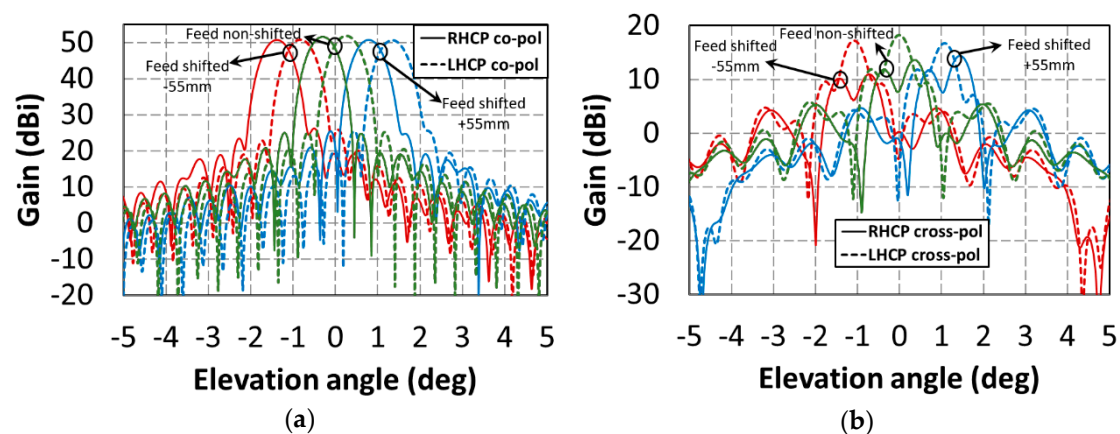 Gain (dBi)
50
40
30
20
10
0
-10
-20
-5 -4 -3 -2 -1 0 1 2 3 4 5
Elevation angle (deg)
Feed non-shifted
Feed shifted
-55mm
Feed shifted
+55mm
RHCP co-pol
LHCP co-pol
(a)
Gain (dBi)
20
10
0
-10
-20
-30
-5 -4 -3 -2 -1 0 1 2 3 4 5
Elevation angle (deg)
Feed shifted
-55mm
Feed non-shifted
Feed shifted
+55mm
RHCP cross-pol
LHCP cross-pol
(b)